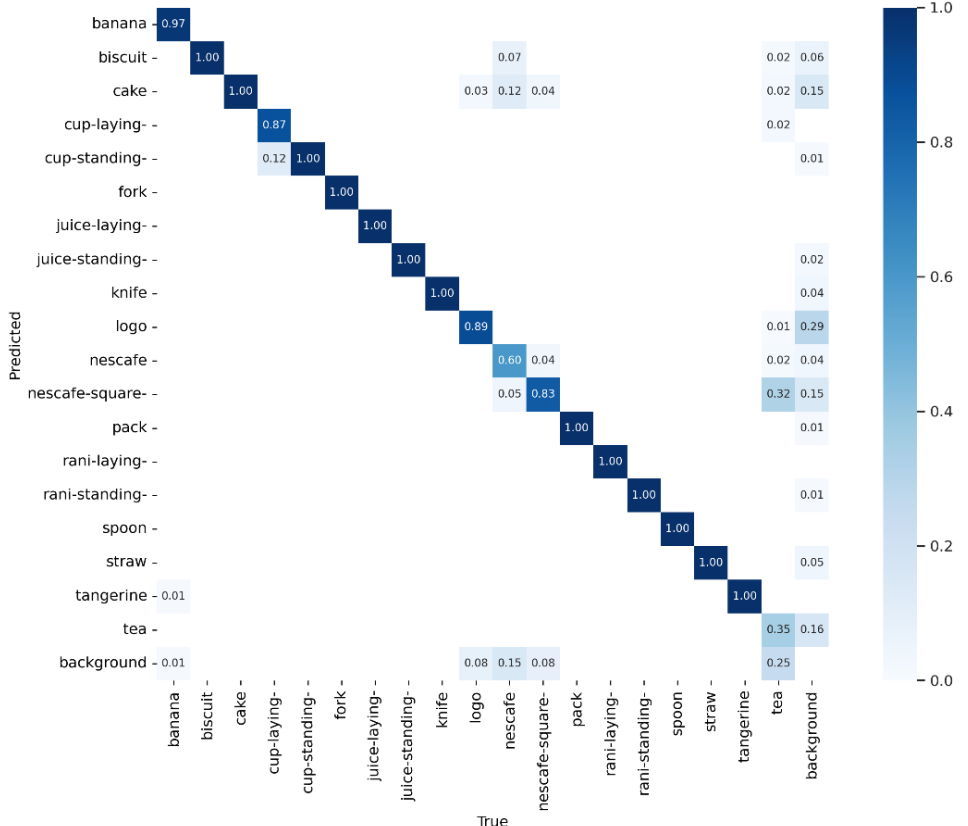 banana 0.97 1.0
biscuit 1.00 0.07 0.02 0.06
cake 1.00 0.03 0.12 0.04 0.02 0.15
cup-laying- 0.87 0.02
0.8
cup-standing- 0.12 1.00 0.01
fork 1.00
juice-laying- 1.00
juice-standing- 1.00 0.02
0.6
knife 1.00 0.04
logo 0.89 0.01 0.29
Predicted
nescafe 0.60 0.04 0.02 0.04
nescafe-square- 0.05 0.83 0.32 0.15
0.4
pack 1.00 0.01
rani-laying- 1.00
rani-standing- 1.00 0.01
spoon 1.00
0.2
straw 1.00 0.05
tangerine 0.01 1.00
tea 0.35 0.16
background 0.01 0.08 0.15 0.08 0.25
0.0
banana biscuit cake cup-laying- cup-standing- fork juice-laying- juice-standing- knife logo nescafe nescafe-square- pack rani-laying- rani-standing- spoon straw tangerine tea background
True